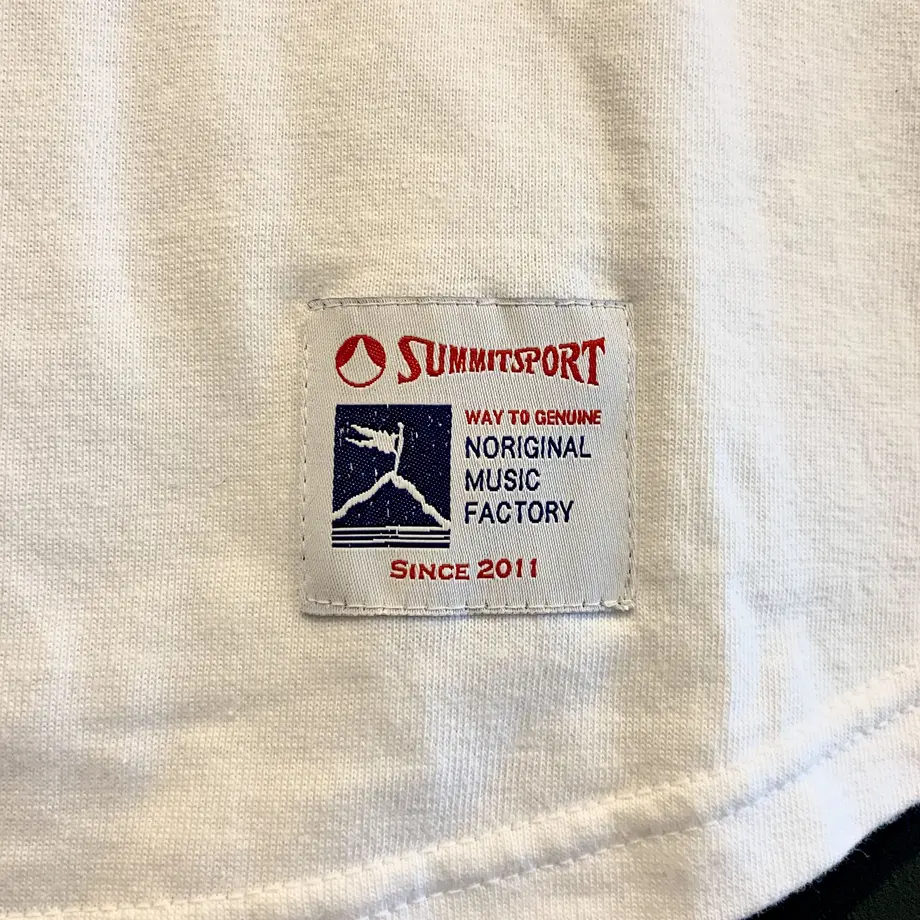 SUMMITSPORT
WAY TO GENUINE
NORIGINAL
MUSIC
FACTORY
SINCE 2011